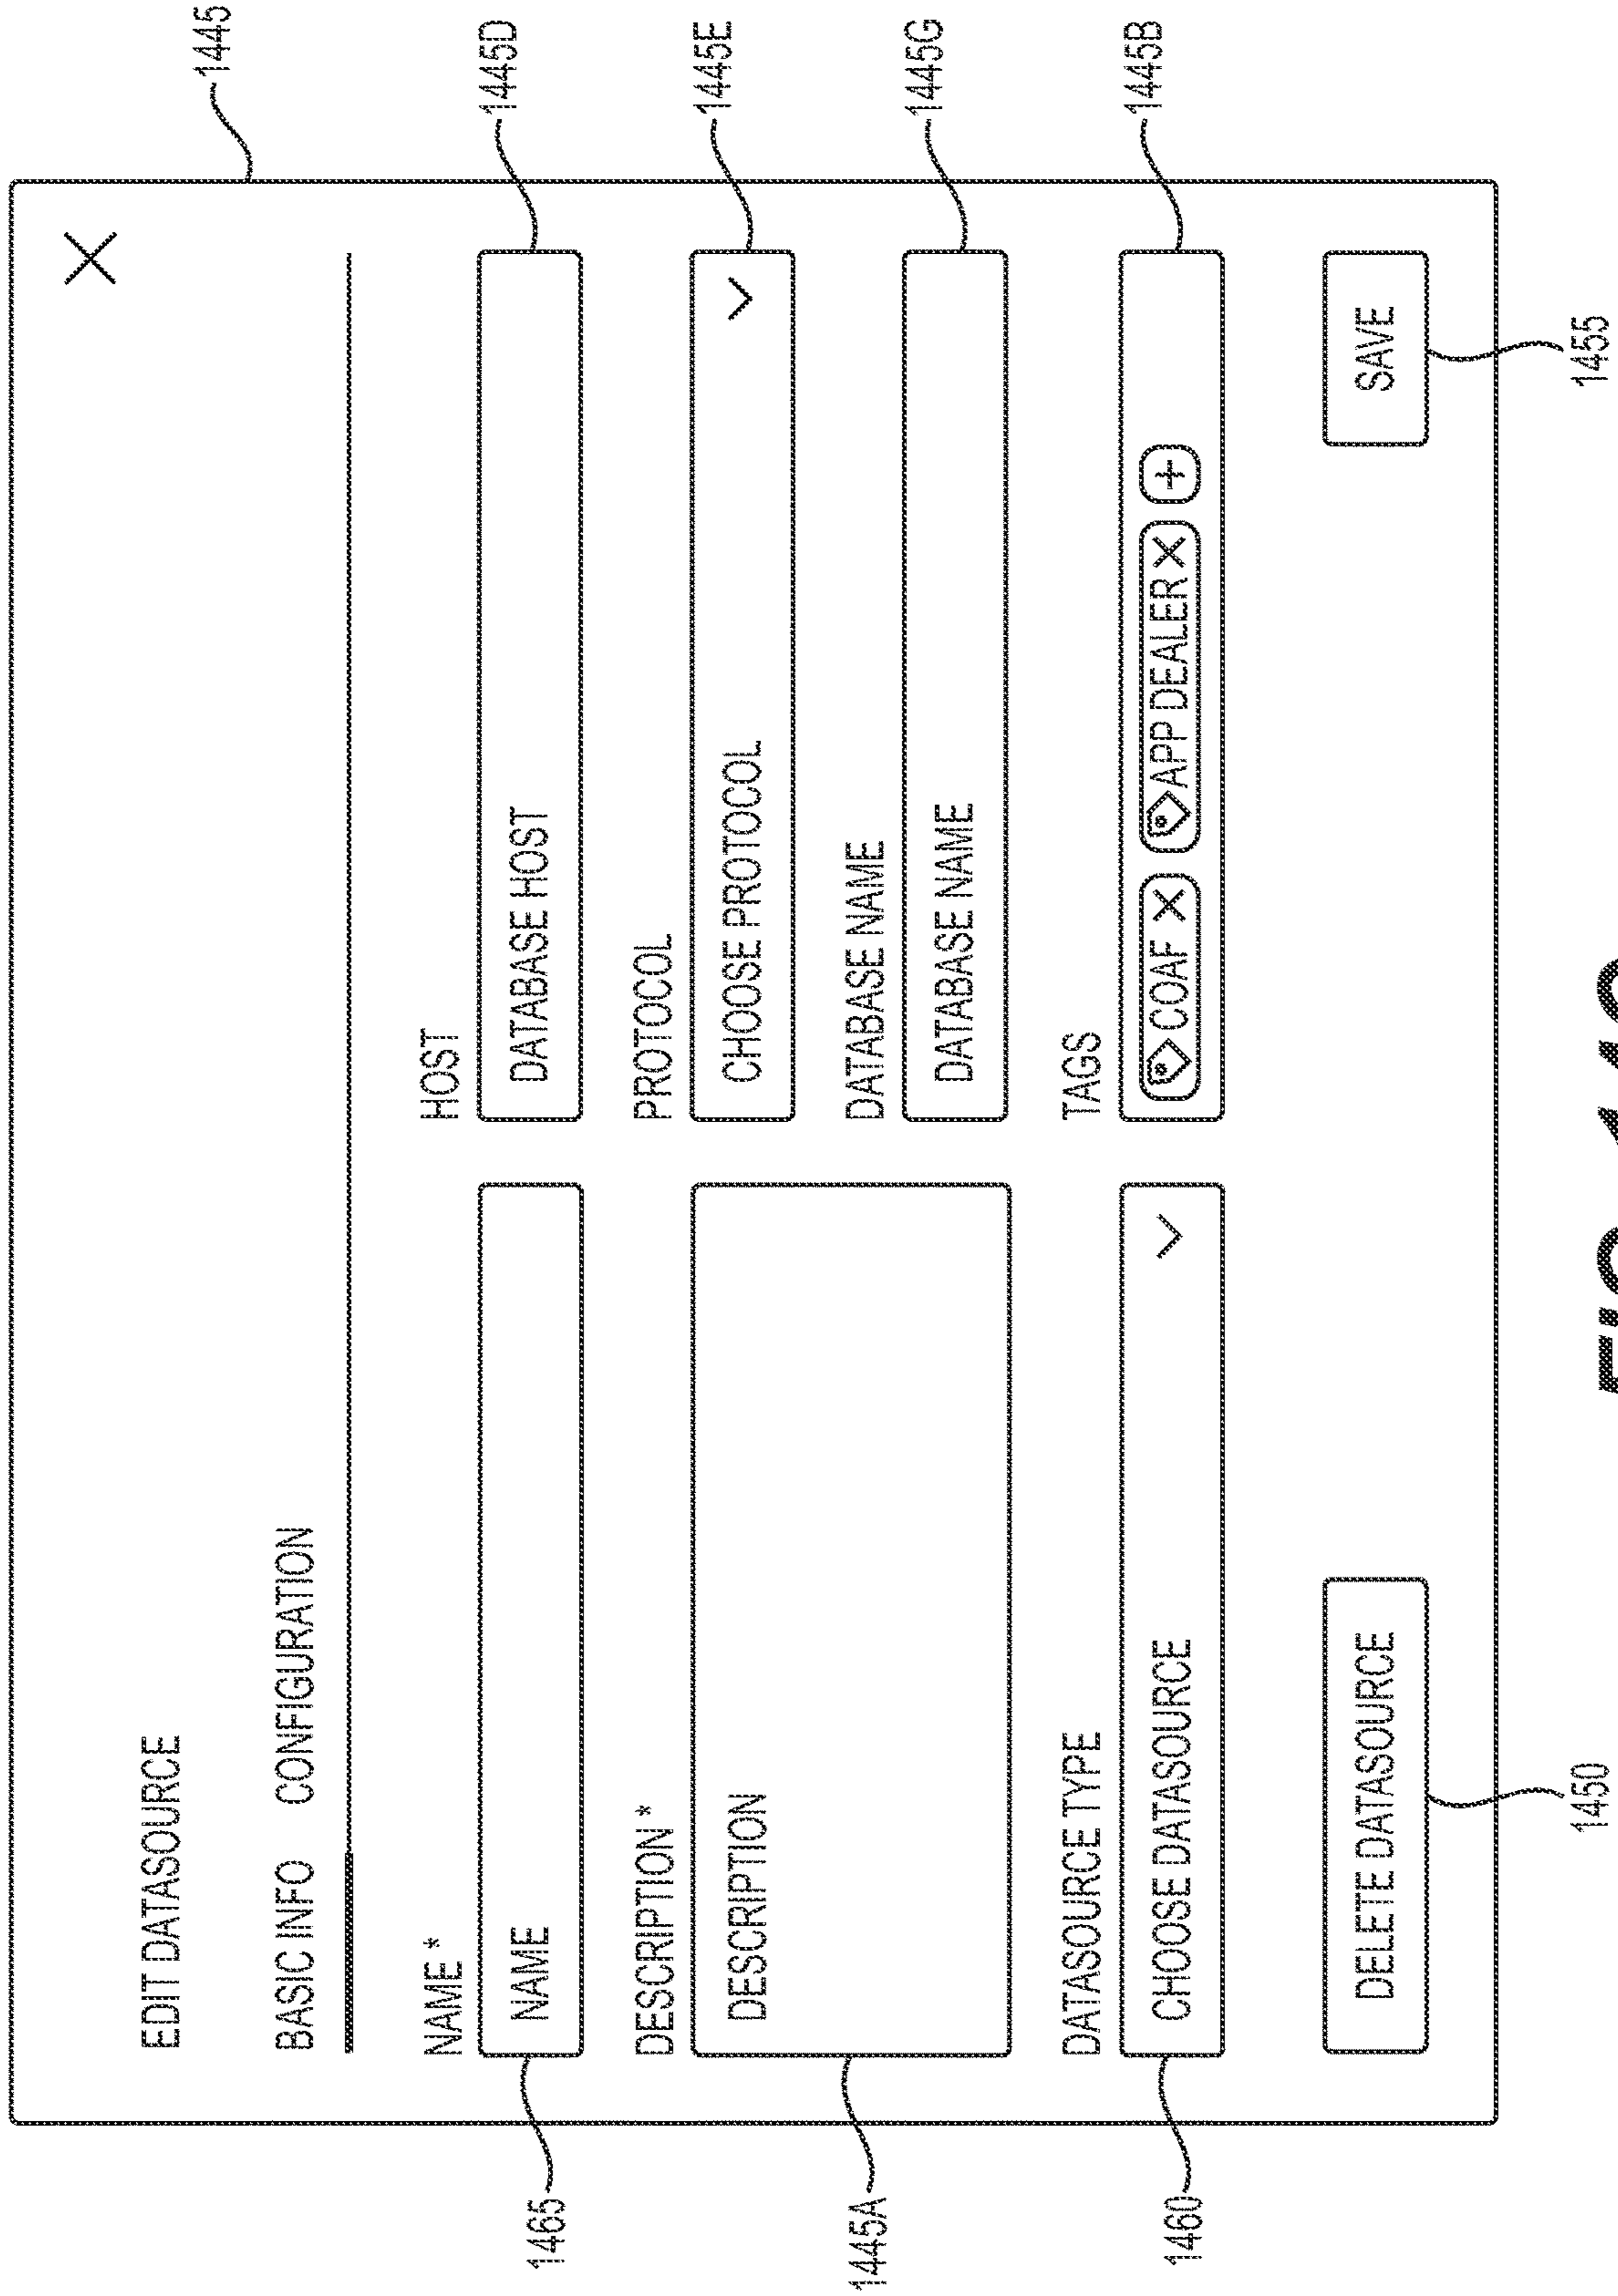 1445
EDIT DATASOURCE
BASIC INFO CONFIGURATION
NAME *
NAME
1465
HOST
DATABASE HOST
1445D
DESCRIPTION *
DESCRIPTION
1445A
PROTOCOL
CHOOSE PROTOCOL
1445E
DATABASE NAME
DATABASE NAME
1445G
DATASOURCE TYPE
CHOOSE DATASOURCE
1460
TAGS
COAF X APP DEALER X +
1445B
DELETE DATASOURCE
1450
SAVE
1455